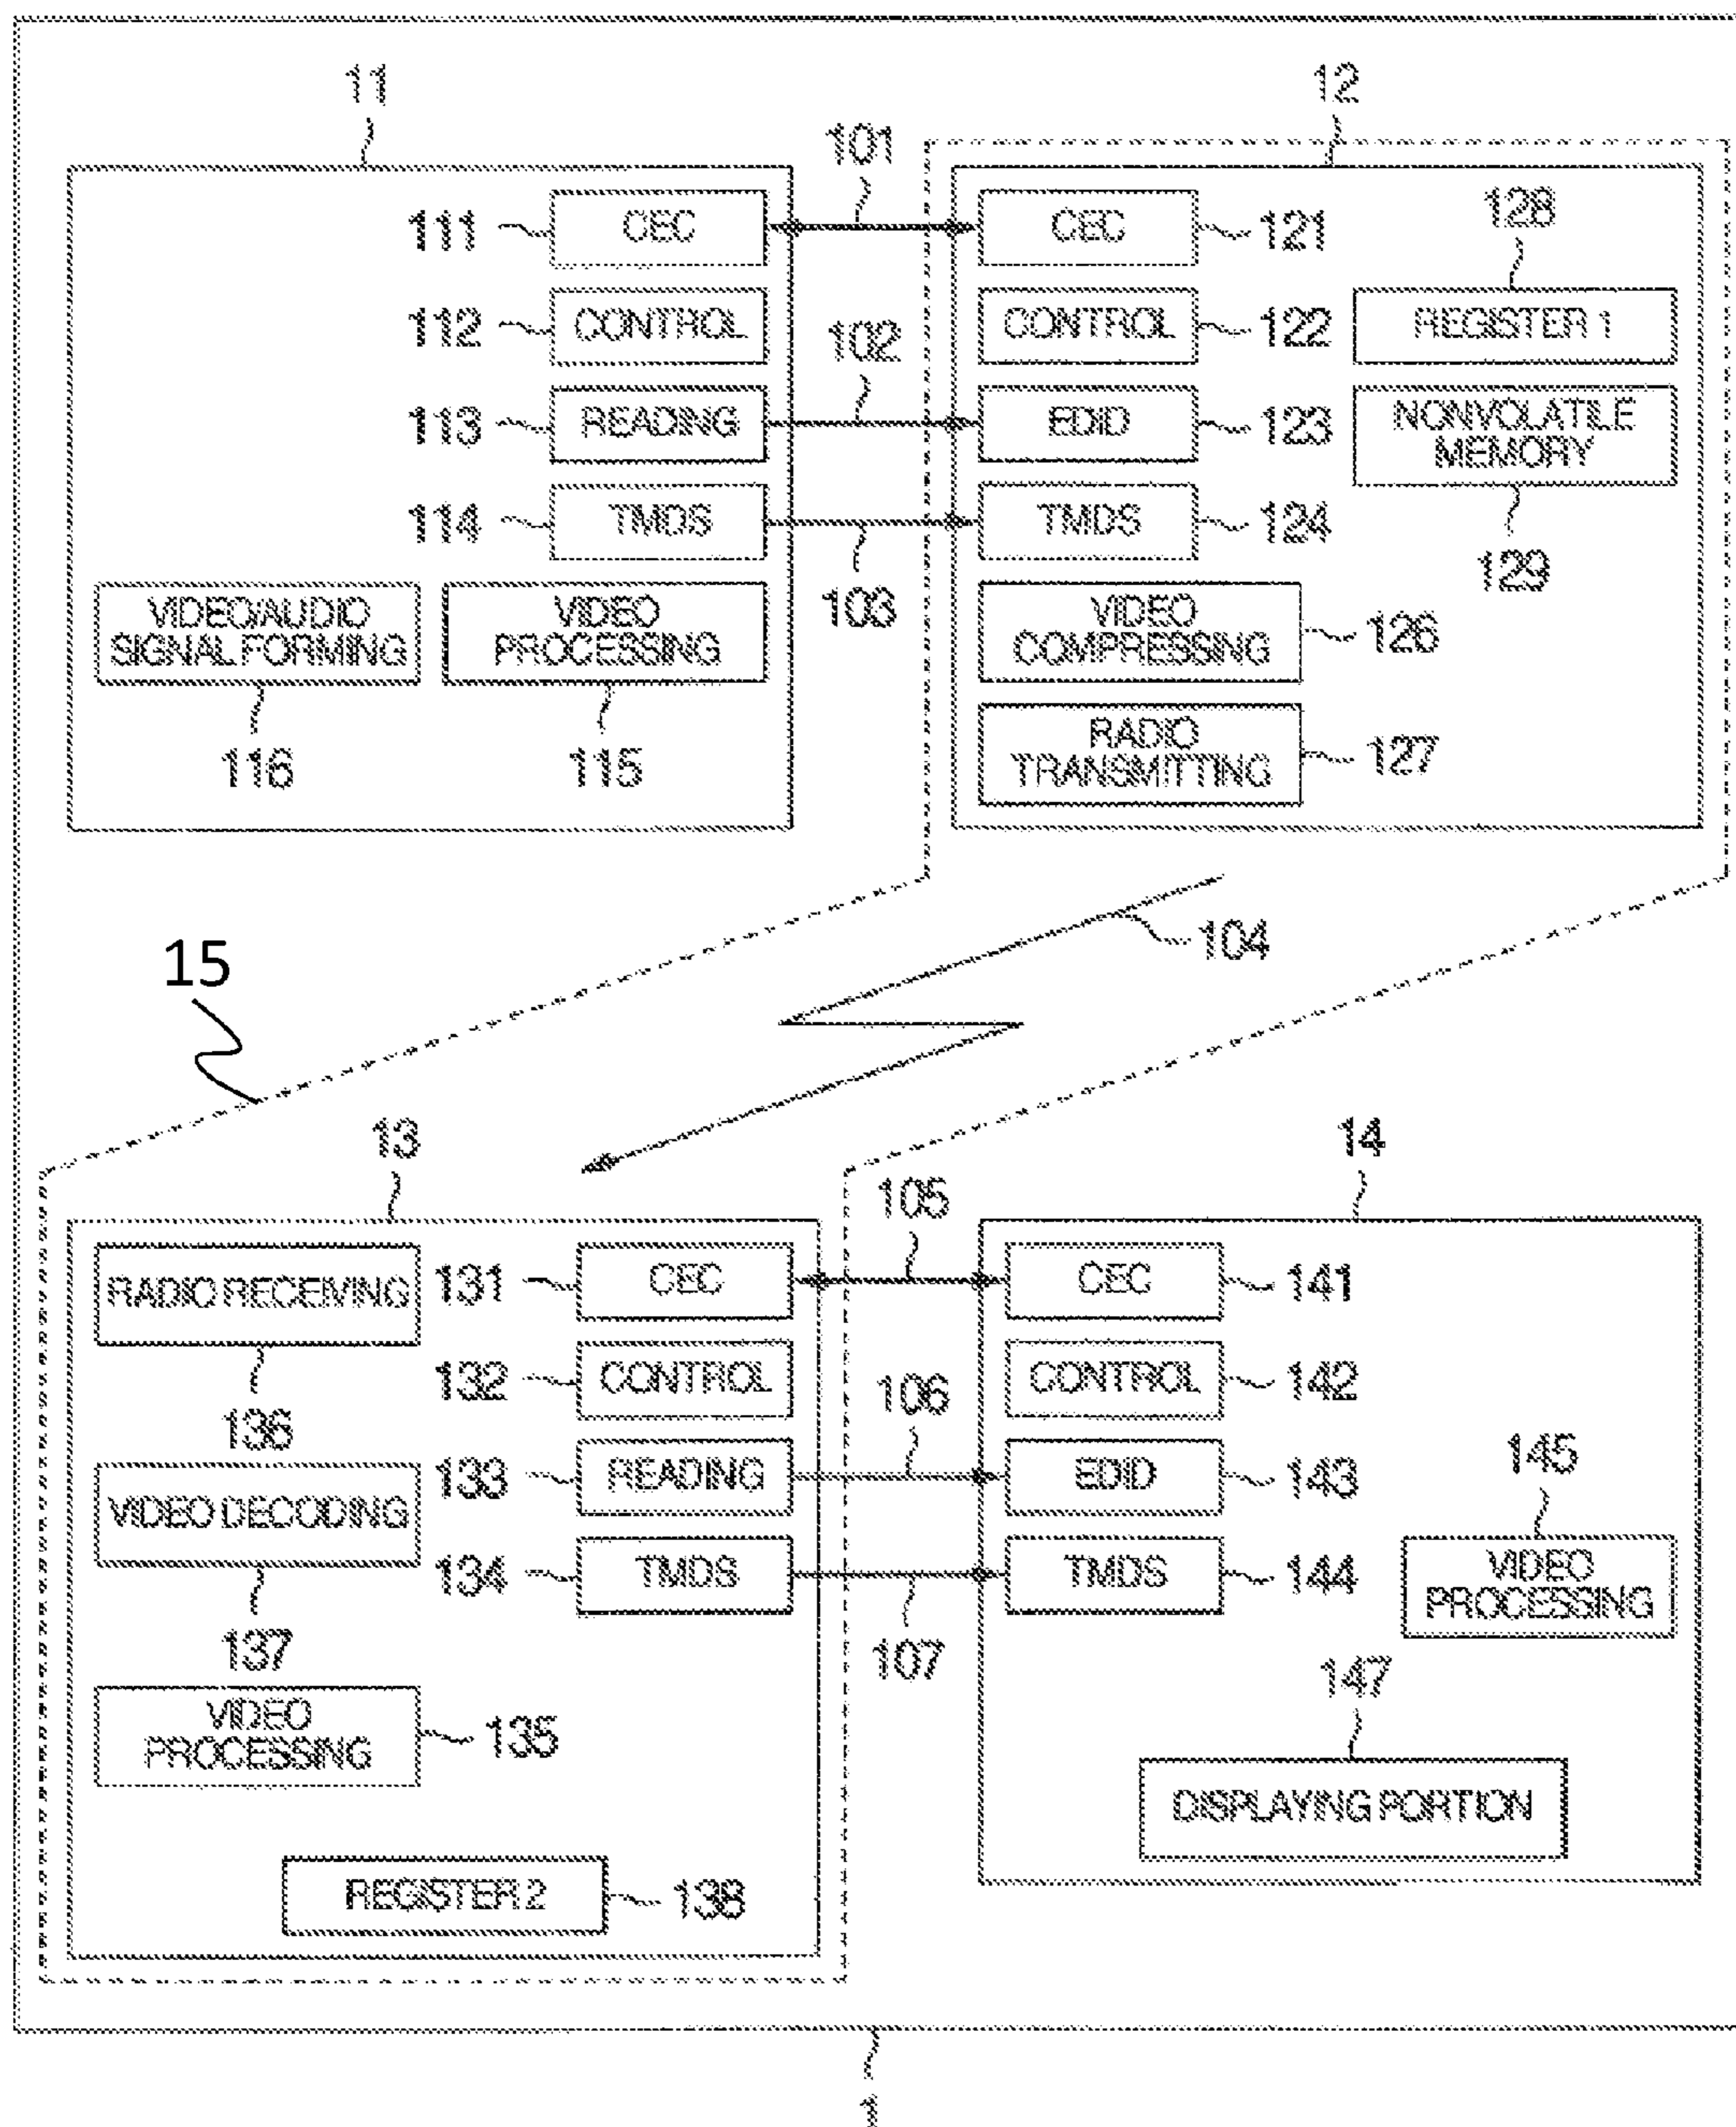 11
12
101
111
CEC
CEC
121
128
112
CONTROL
102
CONTROL
122
REGISTER 1
113
READING
EDID
123
NONVOLATILE
MEMORY
114
TMDS
TMDS
124
129
103
VIDEO/AUDIO
SIGNAL FORMING
VIDEO
PROCESSING
VIDEO
COMPRESSING
126
116
115
RADIO
TRANSMITTING
127
104
15
13
14
105
RADIO RECEIVING
131
CEC
CEC
141
136
132
CONTROL
106
CONTROL
142
VIDEO DECODING
133
READING
EDID
143
145
137
134
TMDS
TMDS
144
VIDEO
PROCESSING
107
147
VIDEO
PROCESSING
135
DISPLAYING PORTION
REGISTER 2
138
1